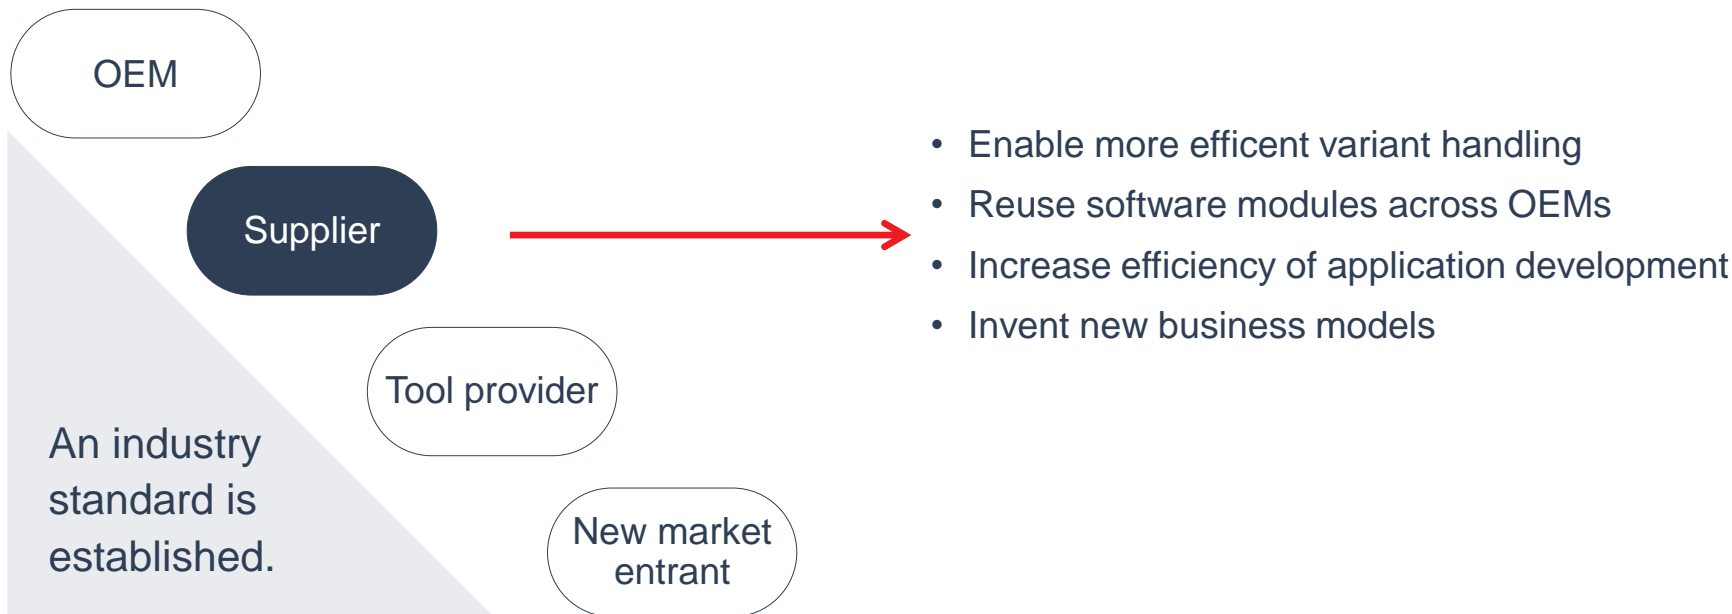 OEM
Supplier
Tool provider
New market
entrant
An industry
standard is
established.
• Enable more efficent variant handling
• Reuse software modules across OEMs
• Increase efficiency of application development
• Invent new business models